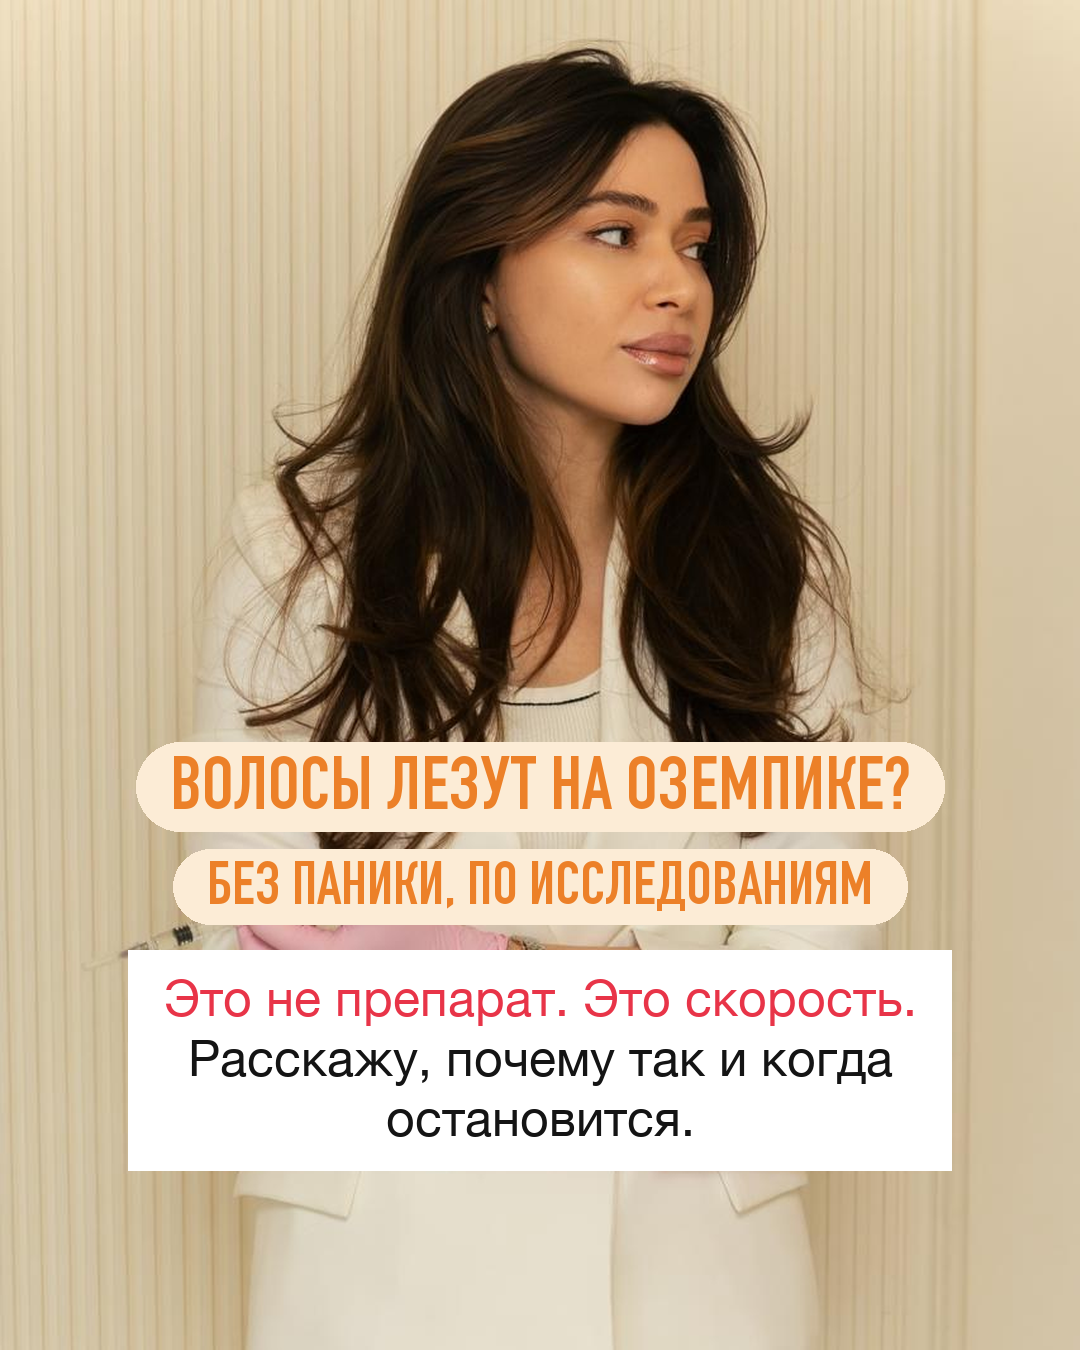 ВОЛОСЫ ЛЕЗУТ НА ОЗЕМПИКЕ?
БЕЗ ПАНИКИ, ПО ИССЛЕДОВАНИЯМ
Это не препарат. Это скорость.
Расскажу, почему так и когда
остановится.